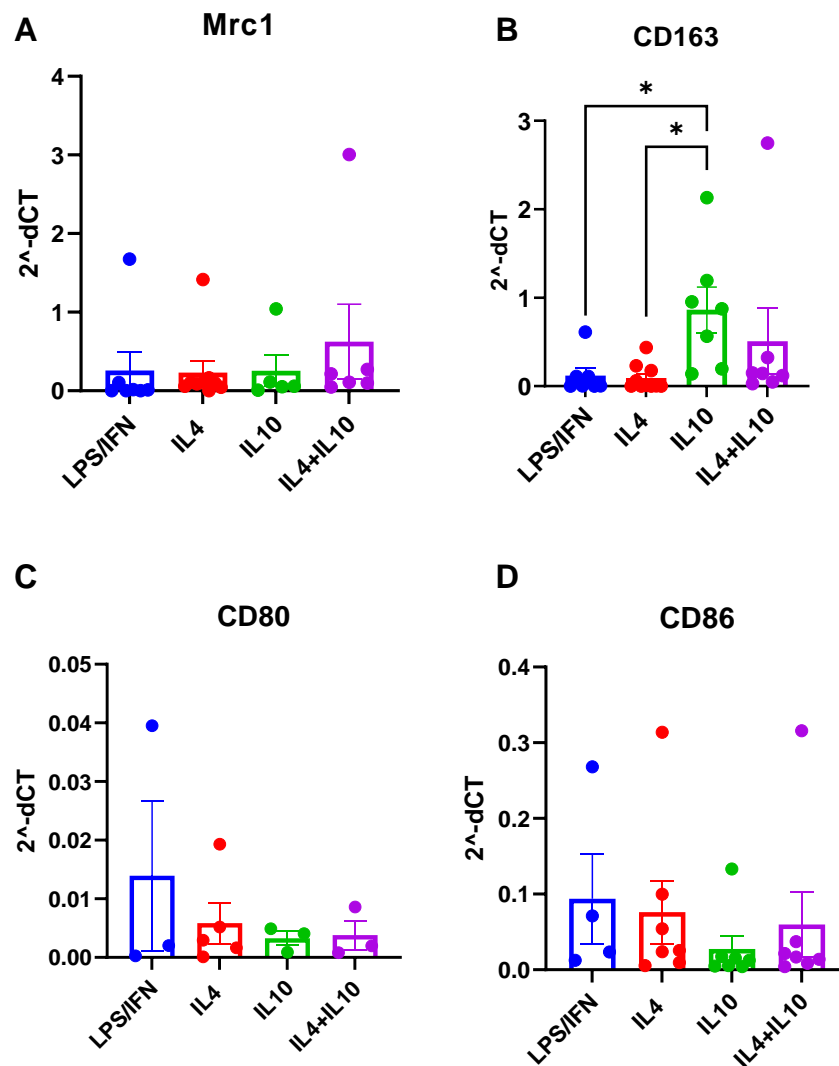 A
Mrc1
2^-dCT
4
3
2
1
0
LPS/IFN
IL4
IL10
IL4+IL10
B
CD163
*
*
2^-dCT
3
2
1
0
LPS/IFN
IL4
IL10
IL4+IL10
C
CD80
2^-dCT
0.05
0.04
0.03
0.02
0.01
0.00
LPS/IFN
IL4
IL10
IL4+IL10
D
CD86
2^-dCT
0.4
0.3
0.2
0.1
0.0
LPS/IFN
IL4
IL10
IL4+IL10